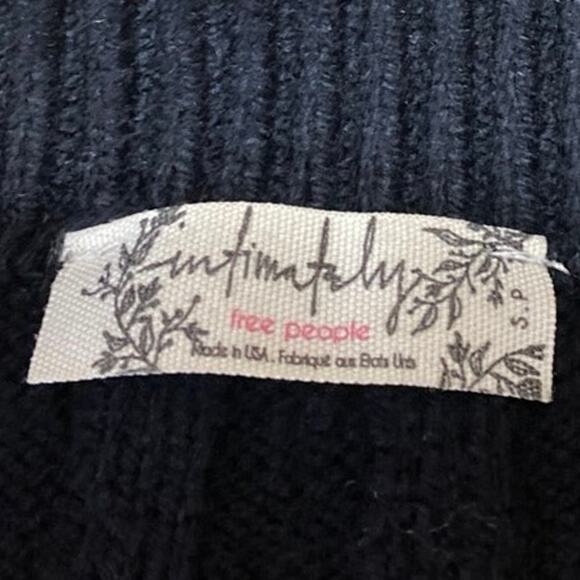 intimately
free people
Made in USA. Fabriqué aux Etats Unis
S.P